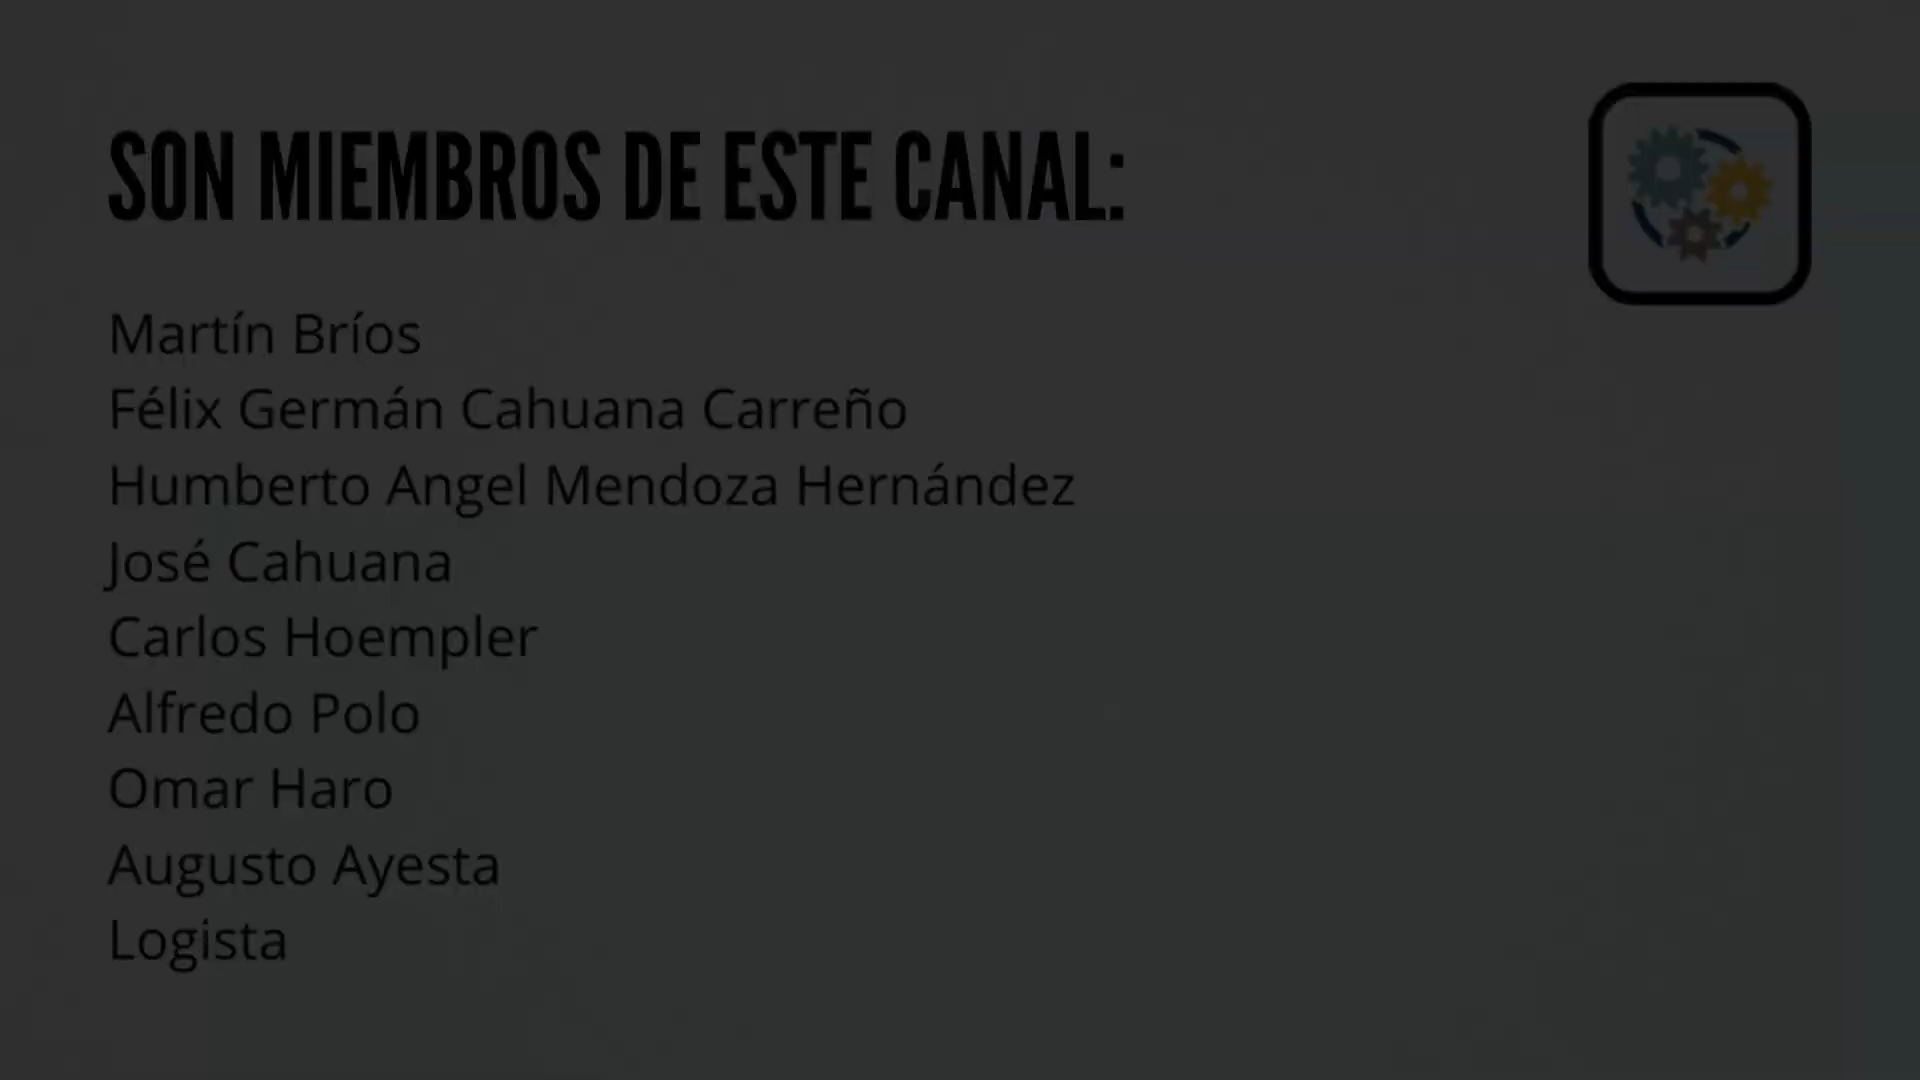 SON MIEMBROS DE ESTE CANAL:
Martín Bríos
Félix Germán Cahuana Carreño
Humberto Angel Mendoza Hernández
José Cahuana
Carlos Hoempler
Alfredo Polo
Omar Haro
Augusto Ayesta
Logista